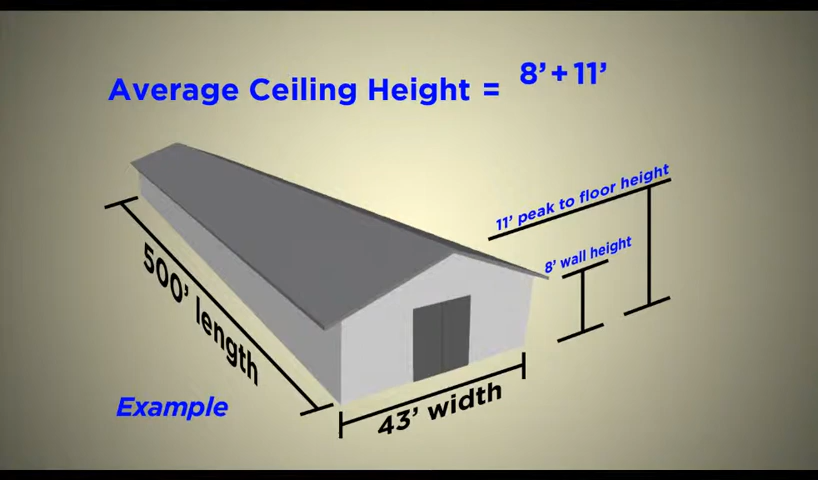 Average Ceiling Height = 8’+11’
11’ peak to floor height
8’ wall height
500’ length
43’ width
Example